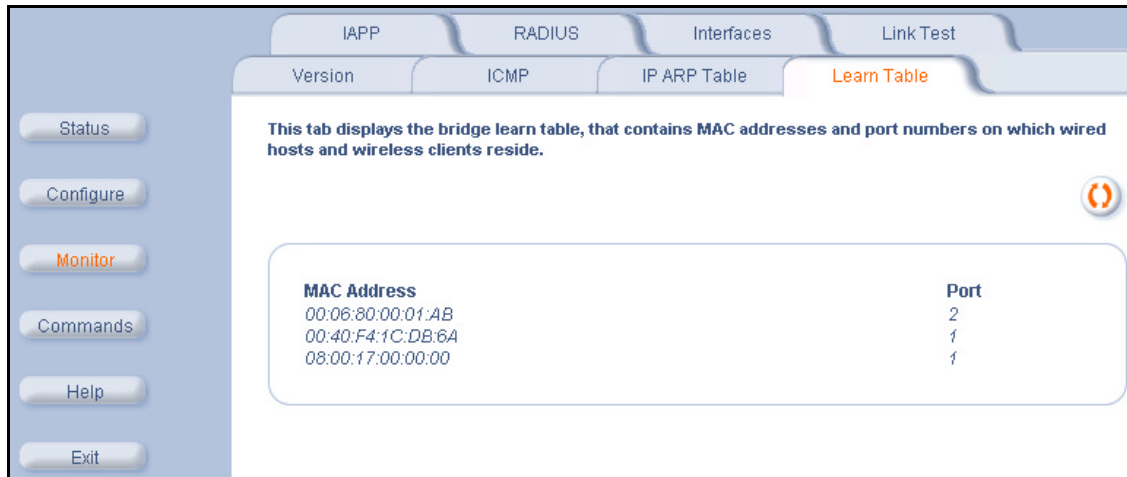 IAPP RADIUS Interfaces Link Test
Version ICMP IP ARP Table Learn Table
Status
Configure
Monitor
Commands
Help
Exit
This tab displays the bridge learn table, that contains MAC addresses and port numbers on which wired
hosts and wireless clients reside.
MAC Address Port
00:06:80:00:01:AB 2
00:40:F4:1C:DB:6A 1
08:00:17:00:00:00 1